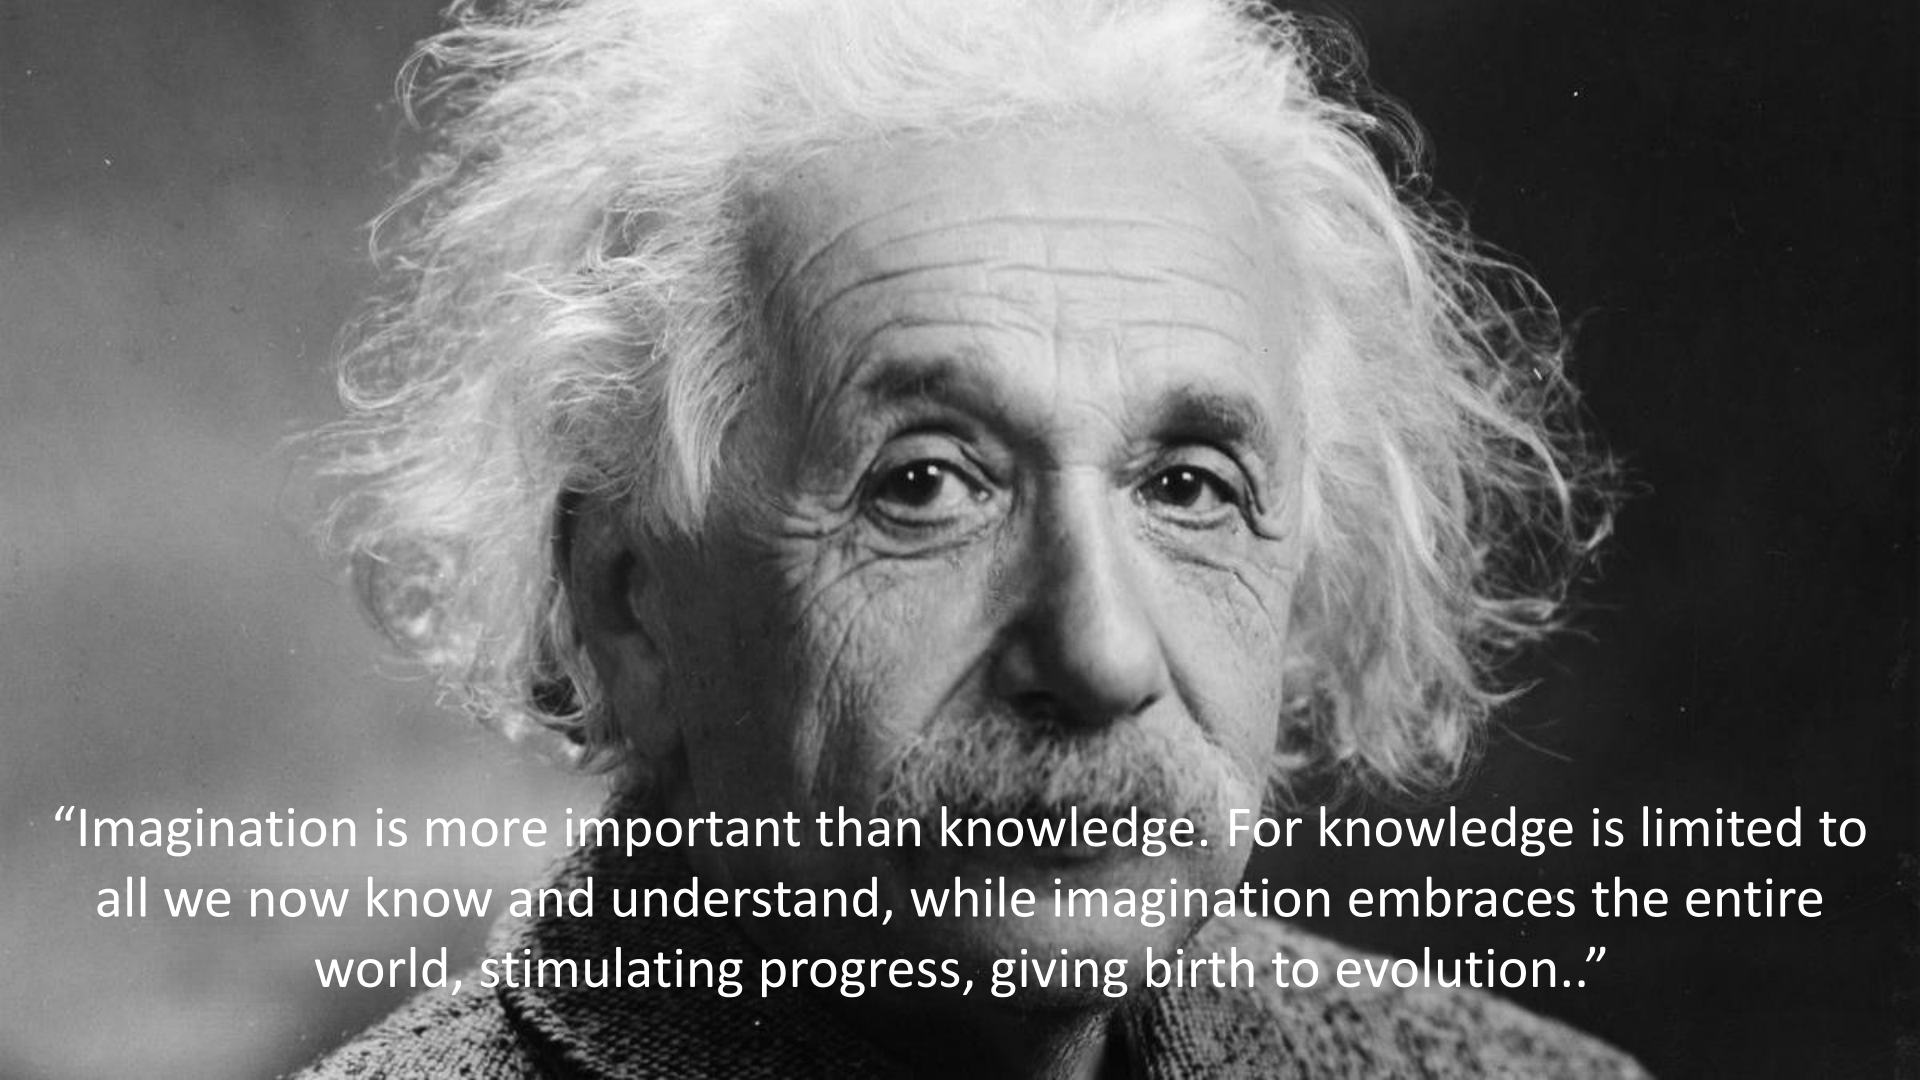 “Imagination is more important than knowledge. For knowledge is limited to
all we now know and understand, while imagination embraces the entire
world, stimulating progress, giving birth to evolution..”